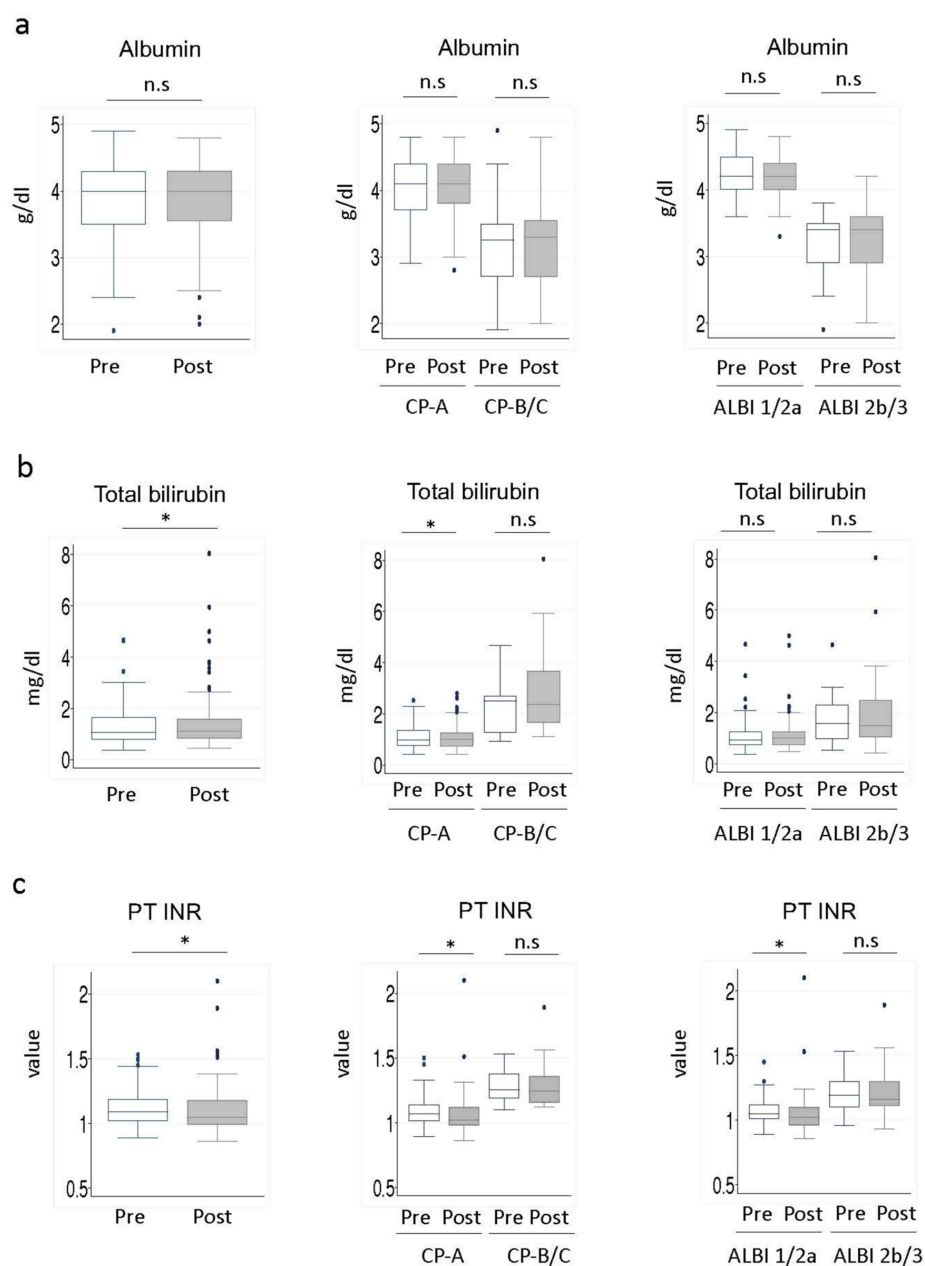 a
Albumin
n.s
5
4
3
2
g/dl
Pre Post
Albumin
n.s n.s
5
4
3
2
g/dl
Pre Post Pre Post
CP-A CP-B/C
Albumin
n.s n.s
5
4
3
2
g/dl
Pre Post Pre Post
ALBI 1/2a ALBI 2b/3
b
Total bilirubin
*
8
6
4
2
0
mg/dl
Pre Post
Total bilirubin
* n.s
8
6
4
2
0
mg/dl
Pre Post Pre Post
CP-A CP-B/C
Total bilirubin
n.s n.s
8
6
4
2
0
mg/dl
Pre Post Pre Post
ALBI 1/2a ALBI 2b/3
c
PT INR
*
2
1.5
1
0.5
value
Pre Post
PT INR
* n.s
2
1.5
1
0.5
value
Pre Post Pre Post
CP-A CP-B/C
PT INR
* n.s
2
1.5
1
0.5
value
Pre Post Pre Post
ALBI 1/2a ALBI 2b/3